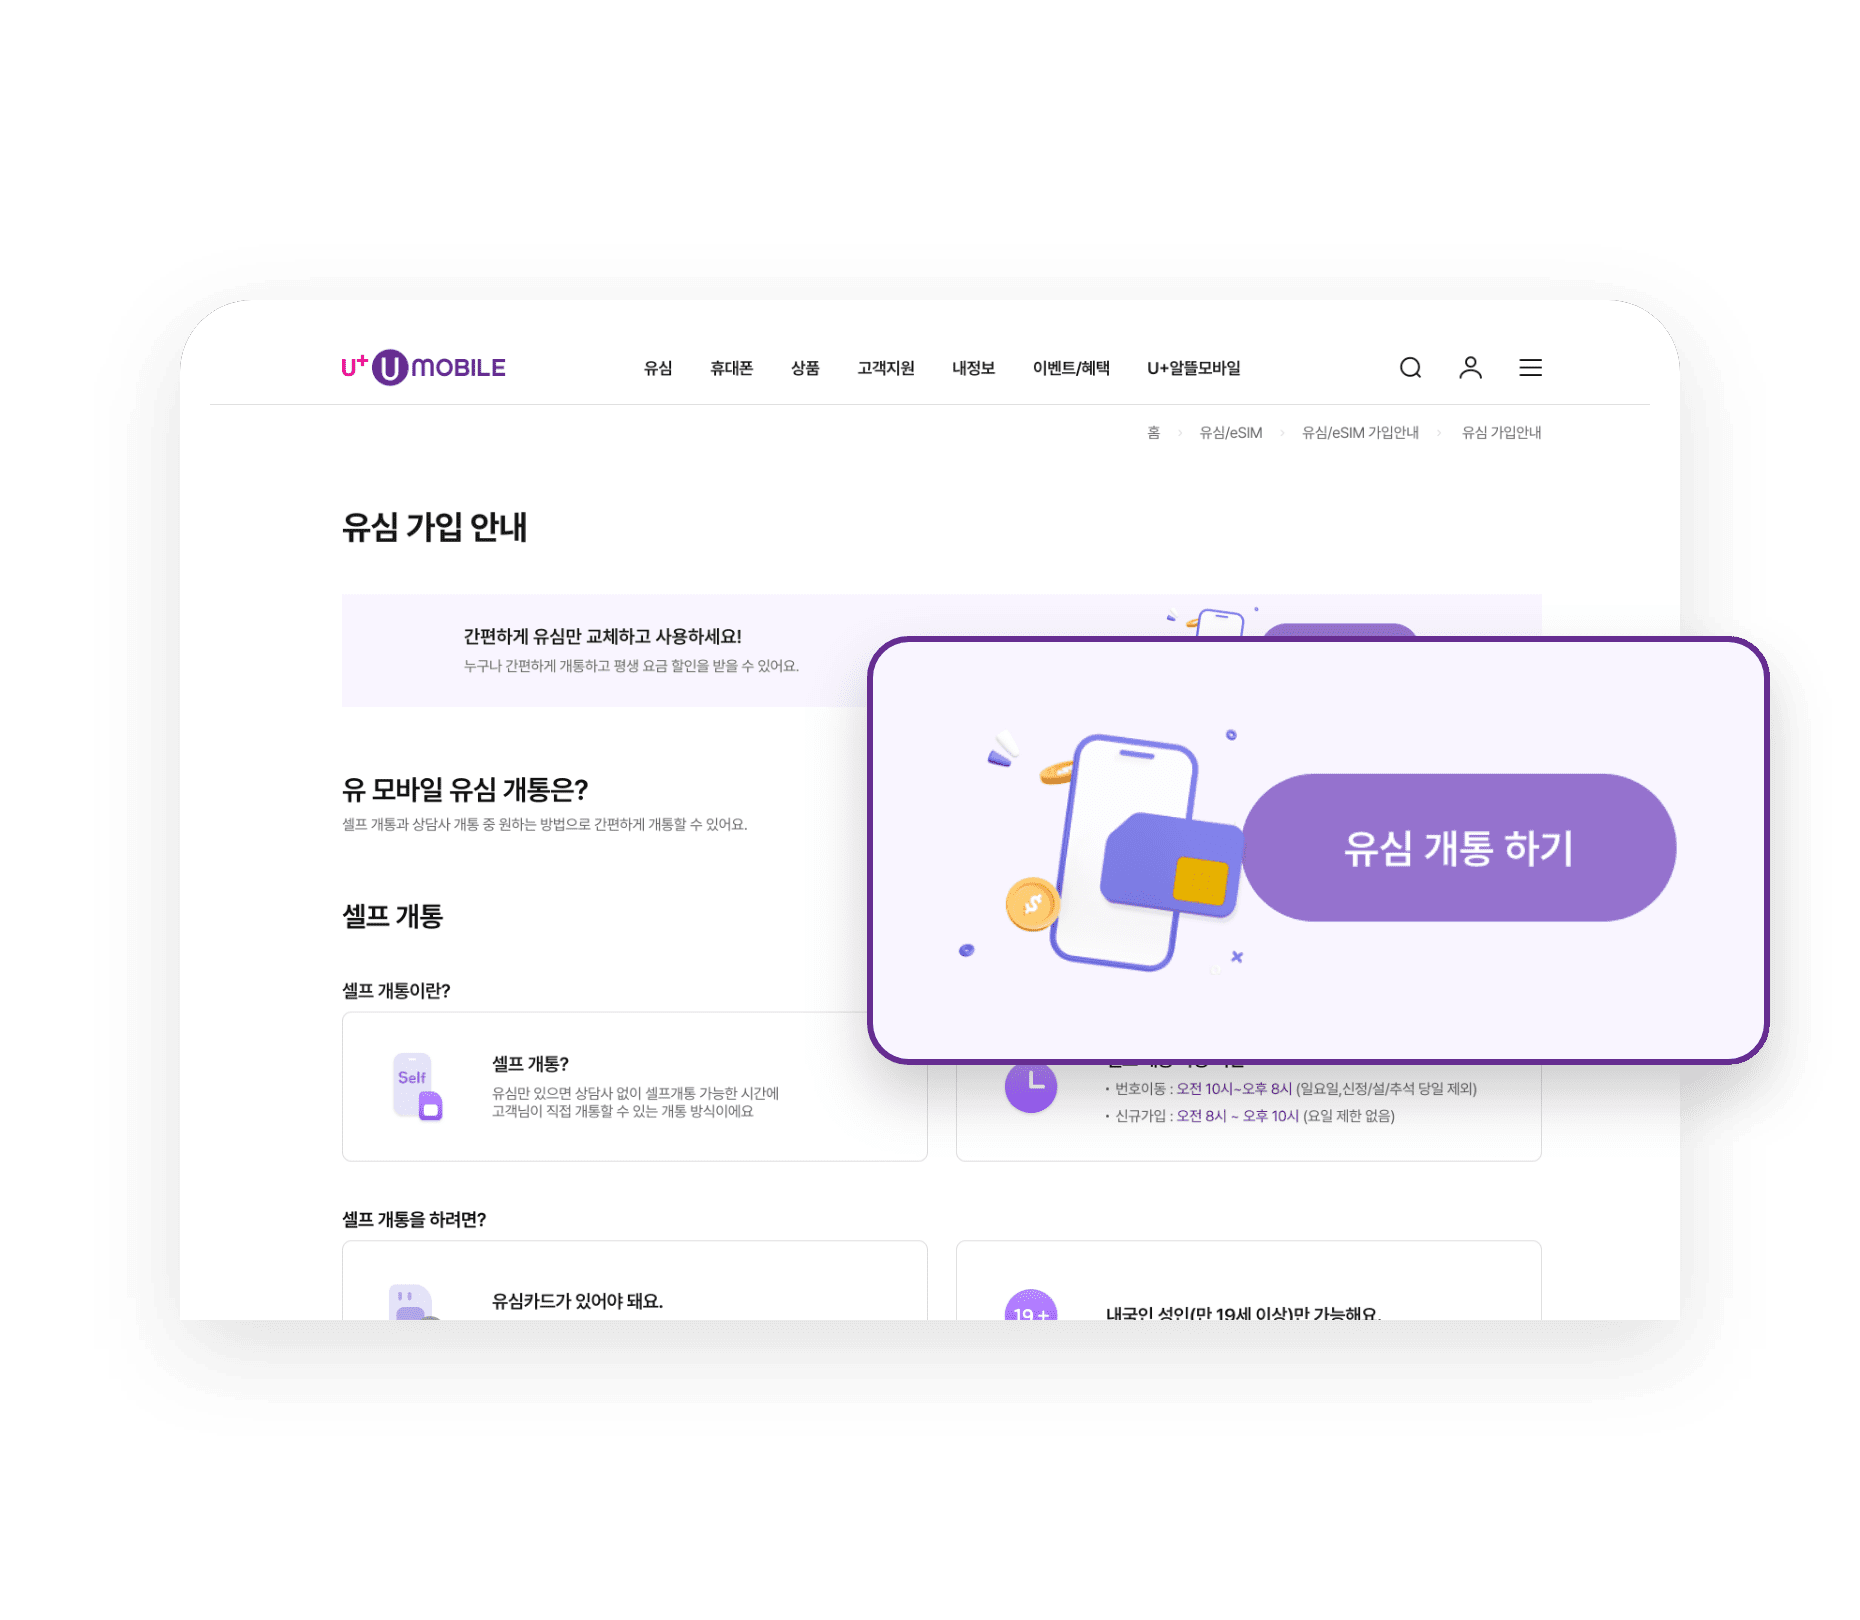 U+ U MOBILE
유심 휴대폰 상품 고객지원 내정보 이벤트/혜택 U+알뜰모바일
홈 > 유심/eSIM > 유심/eSIM 가입안내 > 유심 가입안내
유심 가입 안내
간편하게 유심만 교체하고 사용하세요!
누구나 간편하게 개통하고 평생 요금 할인을 받을 수 있어요.
유심 개통 하기
유 모바일 유심 개통은?
셀프 개통과 상담사 개통 중 원하는 방법으로 간편하게 개통할 수 있어요.
셀프 개통
셀프 개통이란?
Self
셀프 개통?
유심만 있으면 상담사 없이 셀프개통 가능한 시간에
고객님이 직접 개통할 수 있는 개통 방식이에요
• 번호이동 : 오전 10시~오후 8시 (일요일,신정/설/추석 당일 제외)
• 신규가입 : 오전 8시 ~ 오후 10시 (요일 제한 없음)
셀프 개통을 하려면?
유심카드가 있어야 돼요.
19+
내국인 성인(만 19세 이상)만 가능해요.